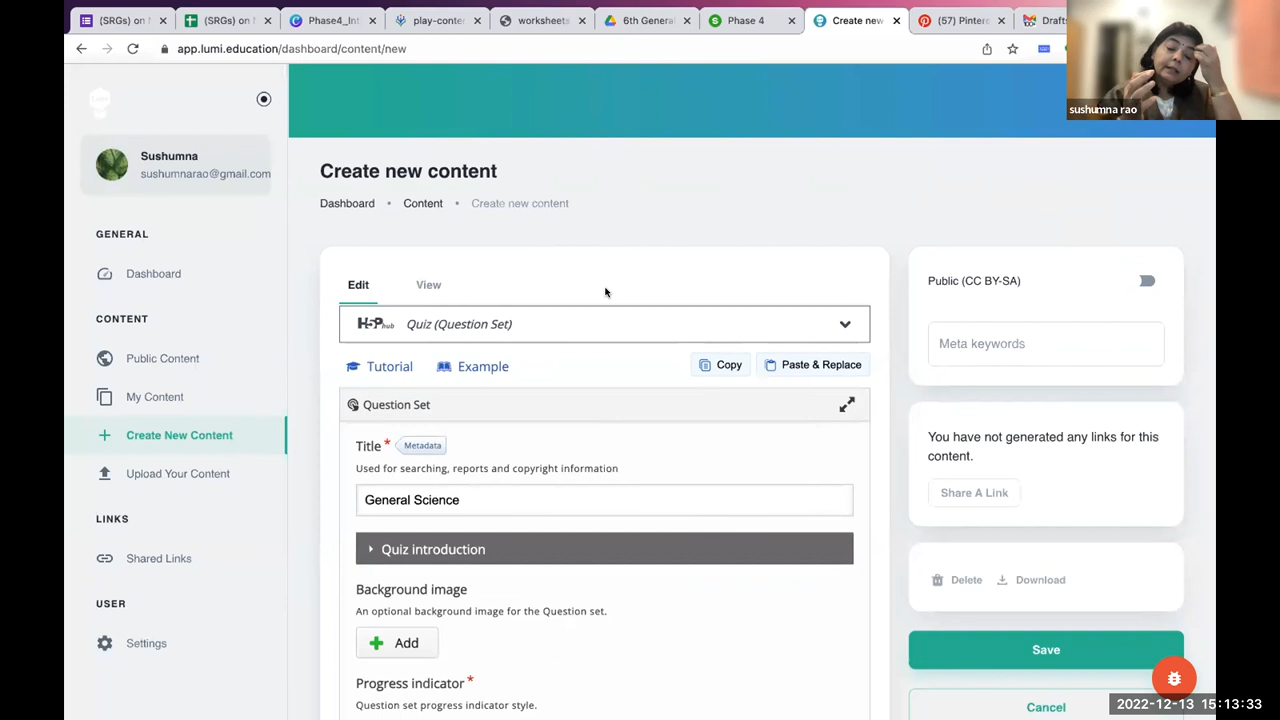 (SRGs) on M
(SRGs) on M
Phase4_Int
play-conten
worksheets
6th General
Phase 4
Create new
(57) Pintere
Drafts
app.lumi.education/dashboard/content/new
sushumna rao
Sushumna
sushumnarao@gmail.com
GENERAL
Dashboard
CONTENT
Public Content
My Content
Create New Content
Upload Your Content
LINKS
Shared Links
USER
Settings
Create new content
Dashboard • Content • Create new content
Edit View
H5P hub Quiz (Question Set)
Tutorial Example Copy Paste & Replace
Question Set
Title * Metadata
Used for searching, reports and copyright information
General Science
Quiz introduction
Background image
An optional background image for the Question set.
Add
Progress indicator *
Question set progress indicator style.
Public (CC BY-SA)
Meta keywords
You have not generated any links for this
content.
Share A Link
Delete Download
Save
Cancel
2022-12-13 15:13:33